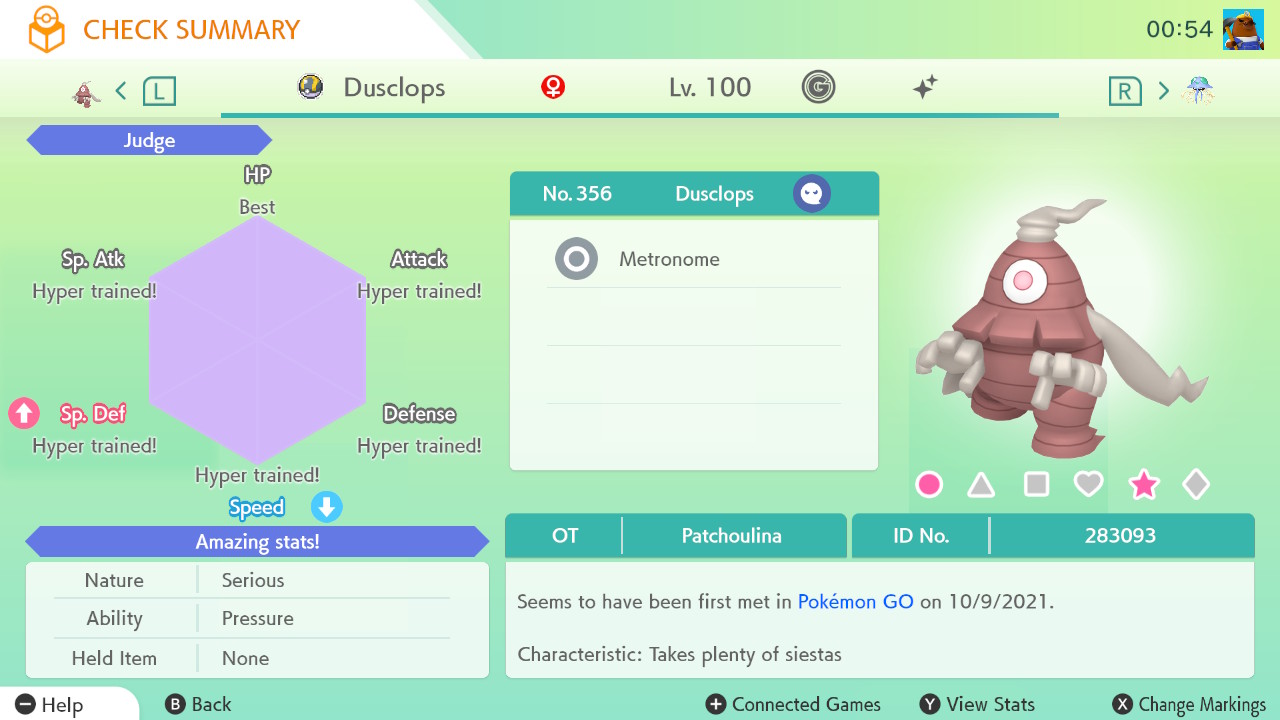 CHECK SUMMARY
00:54
L
Dusclops
Lv. 100
G
R
Judge
HP
Best
Sp. Atk
Hyper trained!
Attack
Hyper trained!
Sp. Def
Hyper trained!
Defense
Hyper trained!
Hyper trained!
Speed
Amazing stats!
Nature Serious
Ability Pressure
Held Item None
No. 356 Dusclops
Metronome
OT Patchoulina
ID No. 283093
Seems to have been first met in Pokémon GO on 10/9/2021.
Characteristic: Takes plenty of siestas
Help
B Back
Connected Games
Y View Stats
X Change Markings